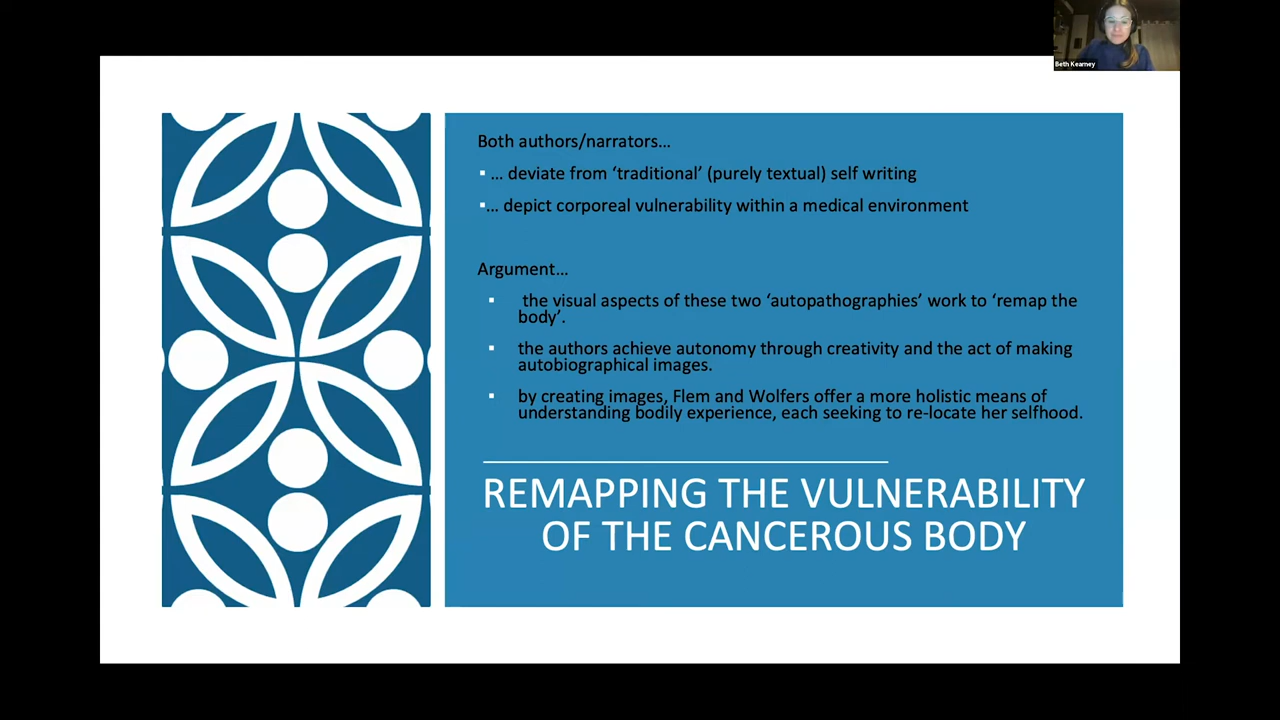 Beth Kearney
Both authors/narrators…
▪ … deviate from ‘traditional’ (purely textual) self writing
▪… depict corporeal vulnerability within a medical environment
Argument…
▪ the visual aspects of these two ‘autopathographies’ work to ‘remap the
body’.
▪ the authors achieve autonomy through creativity and the act of making
autobiographical images.
▪ by creating images, Flem and Wolfers offer a more holistic means of
understanding bodily experience, each seeking to re-locate her selfhood.
REMAPPING THE VULNERABILITY
OF THE CANCEROUS BODY